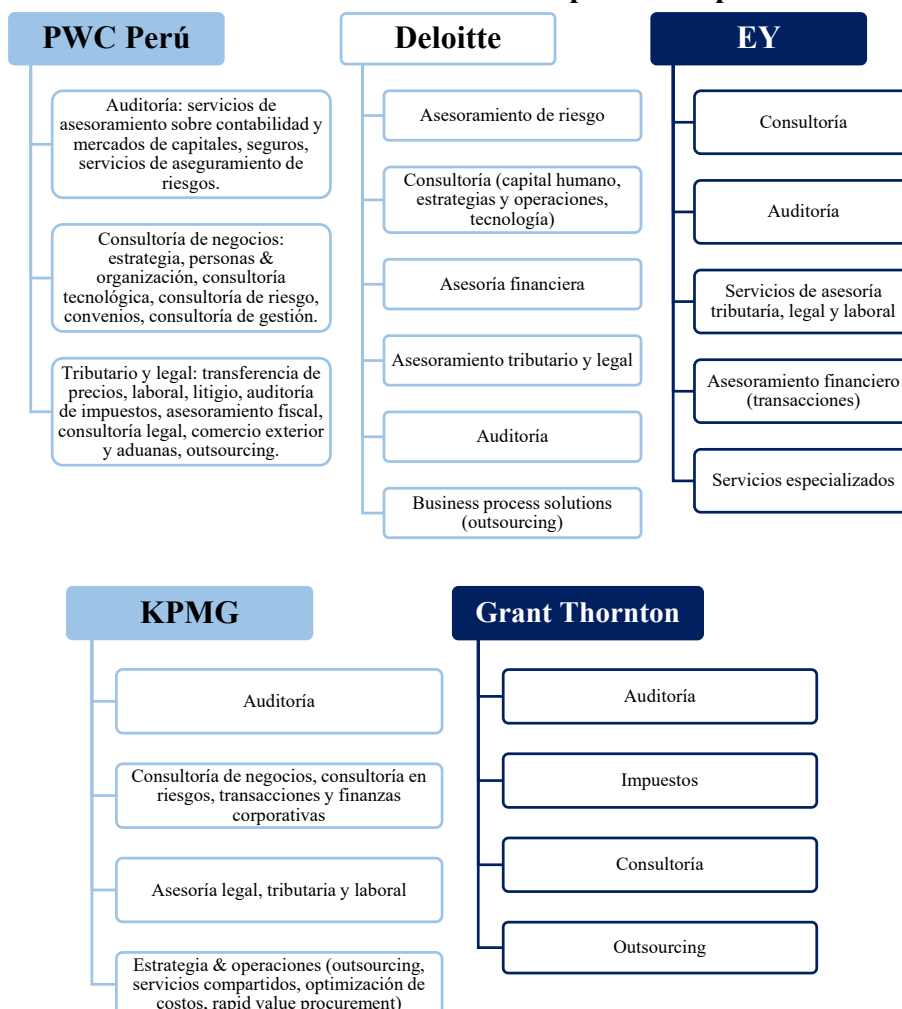 PWC Perú
Auditoría: servicios de
asesoramiento sobre contabilidad y
mercados de capitales, seguros,
servicios de aseguramiento de
riesgos.
Consultoría de negocios:
estrategia, personas &
organización, consultoría
tecnológica, consultoría de riesgo,
convenios, consultoría de gestión.
Tributario y legal: transferencia de
precios, laboral, litigio, auditoría
de impuestos, asesoramiento fiscal,
consultoría legal, comercio exterior
y aduanas, outsourcing.
Deloitte
Asesoramiento de riesgo
Consultoría (capital humano,
estrategias y operaciones,
tecnología)
Asesoría financiera
Asesoramiento tributario y legal
Auditoría
Business process solutions
(outsourcing)
EY
Consultoría
Auditoría
Servicios de asesoría
tributaría, legal y laboral
Asesoramiento financiero
(transacciones)
Servicios especializados
KPMG
Auditoría
Consultoría de negocios, consultoría en
riesgos, transacciones y finanzas
corporativas
Asesoría legal, tributaria y laboral
Estrategia & operaciones (outsourcing,
servicios compartidos, optimización de
costos, rapid value procurement)
Grant Thornton
Auditoría
Impuestos
Consultoría
Outsourcing